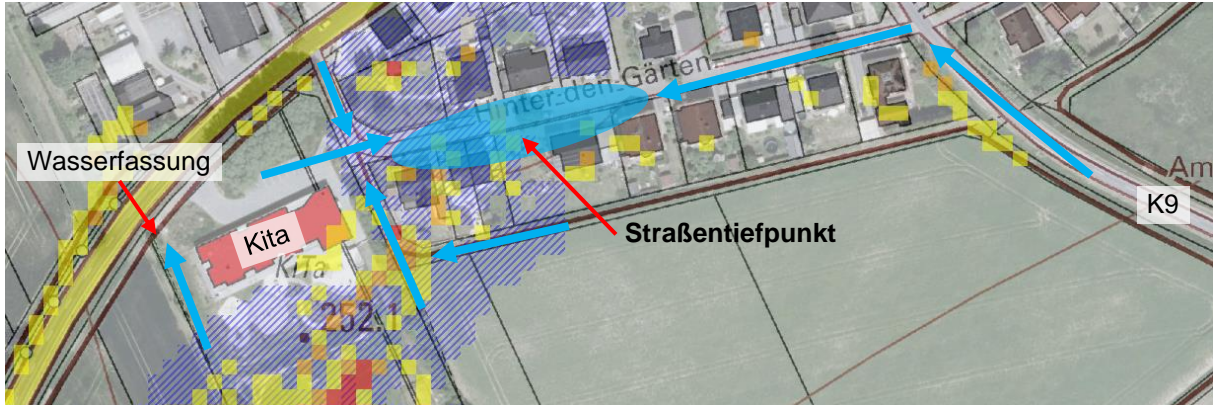 Hinter-den-Gärten
Wasserfassung
Am
K9
Kita
Straßentiefpunkt
KiTa
252.1